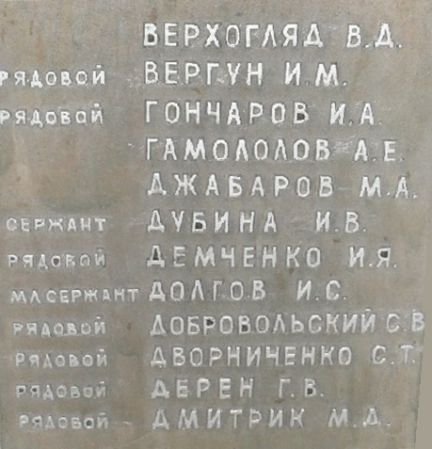 ВЕРХОГЛЯД В.Д.
РЯДОВОЙ ВЕРГУН И.М.
РЯДОВОЙ ГОНЧАРОВ И.А.
ГАМОЛОЛОВ А.Е.
ДЖАБАРОВ М.А.
СЕРЖАНТ ДУБИНА И.В.
РЯДОВОЙ ДЕМЧЕНКО И.Я.
МЛ СЕРЖАНТ ДОЛГОВ И.С.
РЯДОВОЙ ДОБРОВОЛЬСКИЙ С.В
РЯДОВОЙ ДВОРНИЧЕНКО С.Т.
РЯДОВОЙ ДЕРЕН Г.В.
РЯДОВОЙ ДМИТРИК М.Д.